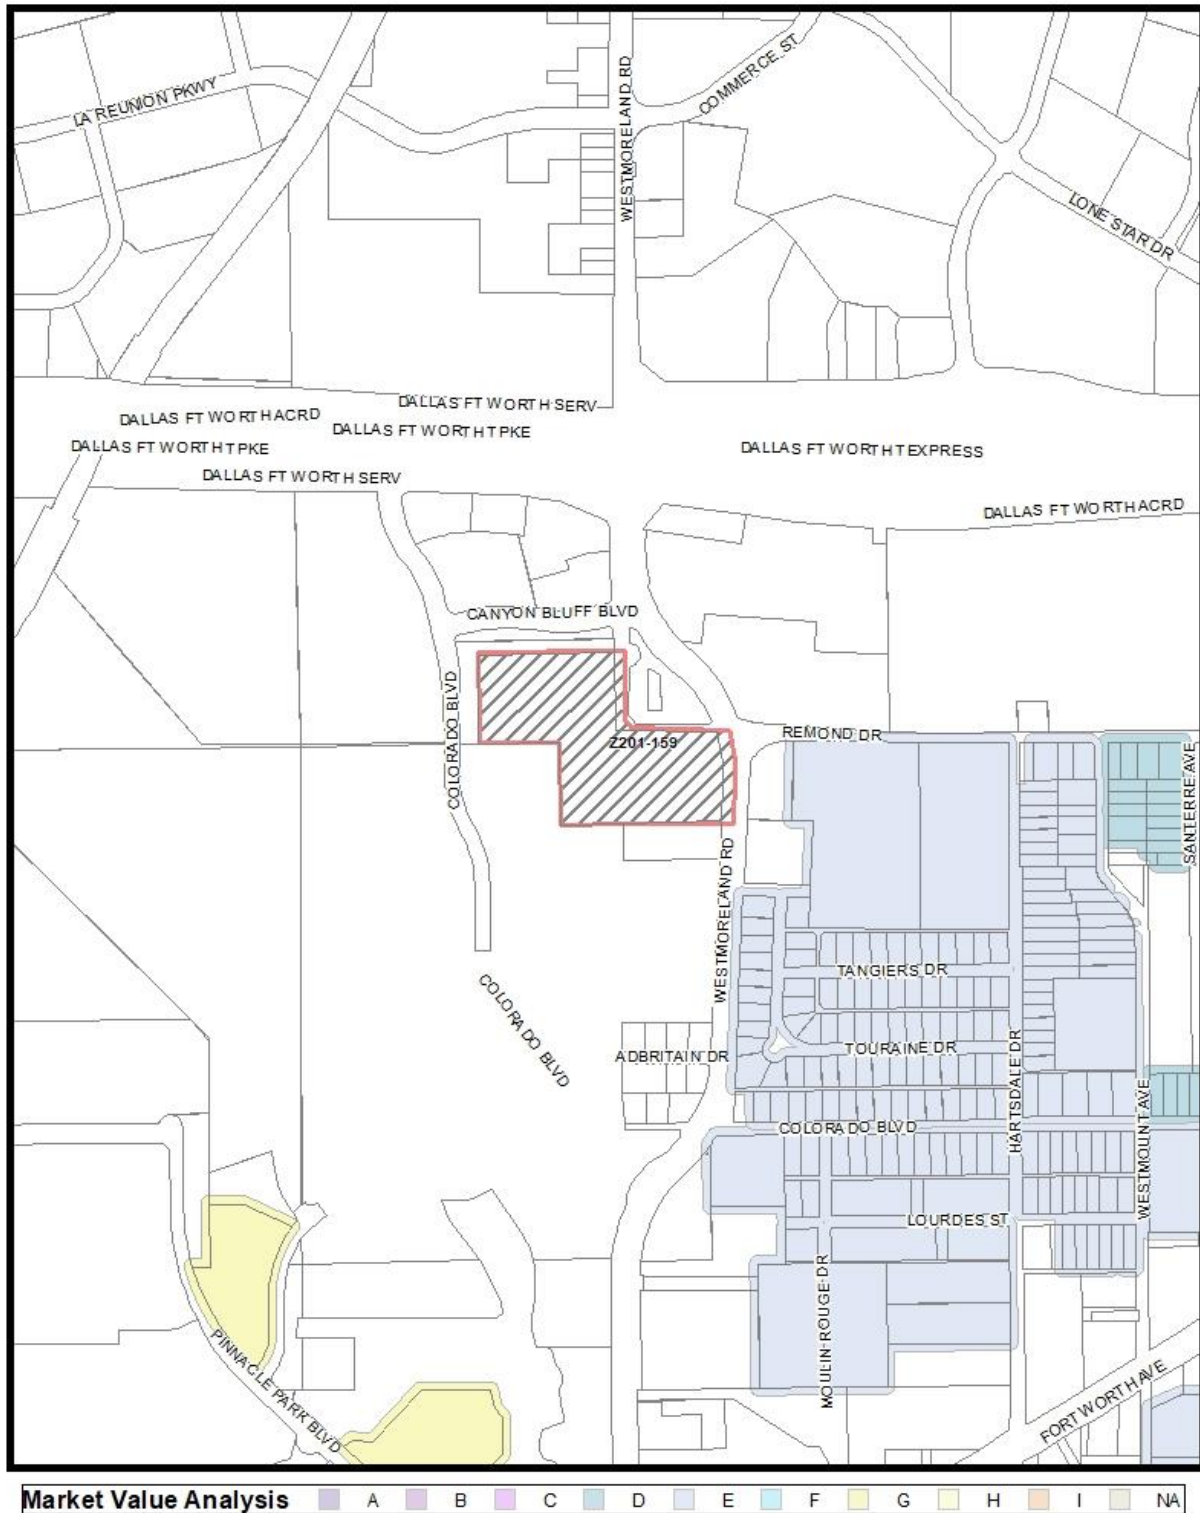 LA REUNION PKWY
WESTMORELAND RD
COMMERCE ST
LONE STAR DR
DALLAS FT WORTH SERV
DALLAS FT WORTH ACRD
DALLAS FT WORTH TPKE
DALLAS FT WORTH TPKE
DALLAS FT WORTH TEXPRESS
DALLAS FT WORTH SERV
DALLAS FT WORTH ACRD
CANYON BLUFF BLVD
COLORADO BLVD
Z201-159
REMOND DR
SANTERRE AVE
WESTMORELAND RD
TANGIERS DR
COLORADO BLVD
ADBRITAIN DR
TOURAINE DR
HARTSDALE DR
COLORADO BLVD
WESTMOUNT AVE
LOURDES ST
MOULIN-ROUGE DR
PINNACLE PARK BLVD
FORT WORTH AVE
Market Value Analysis A B C D E F G H I NA